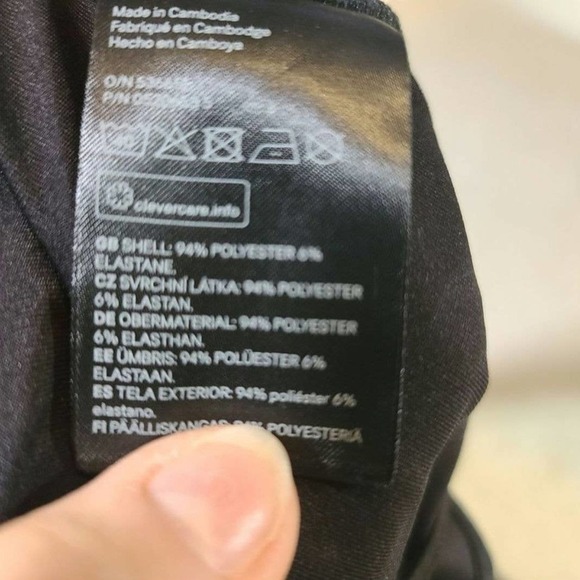 Made in Cambodia
Fabriqué en Cambodge
Hecho en Camboya
O/N
P/N
clevercare.info
GB SHELL: 94% POLYESTER 6%
ELASTANE.
CZ SVRCHNÍ LÁTKA: 94% POLYESTER
6% ELASTAN.
DE OBERMATERIAL: 94% POLYESTER
6% ELASTHAN.
EE ÜMBRIS: 94% POLÜESTER 6%
ELASTAAN.
ES TELA EXTERIOR: 94% poliéster 6%
elastano.
FI PÄÄLLISKANGAS 94% POLYESTERIÄ